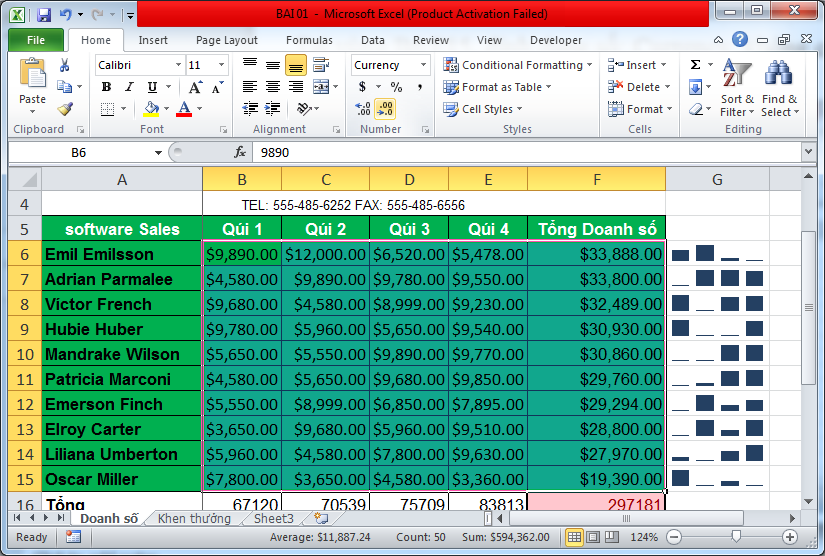 BAI 01 - Microsoft Excel (Product Activation Failed)
File Home Insert Page Layout Formulas Data Review View Developer
Paste
Clipboard
Calibri 11
B I U A A
A
Font
Alignment
Currency
$ % ,
.0 .00 .00 .0
Number
Conditional Formatting
Format as Table
Cell Styles
Styles
Insert
Delete
Format
Cells
Σ
Sort & Filter
Find & Select
Editing
B6 fx 9890
A B C D E F G
4 TEL: 555-485-6252 FAX: 555-485-6556
5 software Sales Qúi 1 Qúi 2 Qúi 3 Qúi 4 Tổng Doanh số
6 Emil Emilsson $9,890.00 $12,000.00 $6,520.00 $5,478.00 $33,888.00
7 Adrian Parmalee $4,580.00 $9,890.00 $9,780.00 $9,550.00 $33,800.00
8 Victor French $9,680.00 $4,580.00 $8,999.00 $9,230.00 $32,489.00
9 Hubie Huber $9,780.00 $5,960.00 $5,650.00 $9,540.00 $30,930.00
10 Mandrake Wilson $5,650.00 $5,550.00 $9,890.00 $9,770.00 $30,860.00
11 Patricia Marconi $4,580.00 $5,650.00 $9,680.00 $9,850.00 $29,760.00
12 Emerson Finch $5,550.00 $8,999.00 $6,850.00 $7,895.00 $29,294.00
13 Elroy Carter $3,650.00 $9,680.00 $5,960.00 $9,510.00 $28,800.00
14 Liliana Umberton $5,960.00 $4,580.00 $7,800.00 $9,630.00 $27,970.00
15 Oscar Miller $7,800.00 $3,650.00 $4,580.00 $3,360.00 $19,390.00
16 Tổng 67120 70539 75709 83813 297181
Doanh số Khen thưởng Sheet3
Ready Average: $11,887.24 Count: 50 Sum: $594,362.00 124%